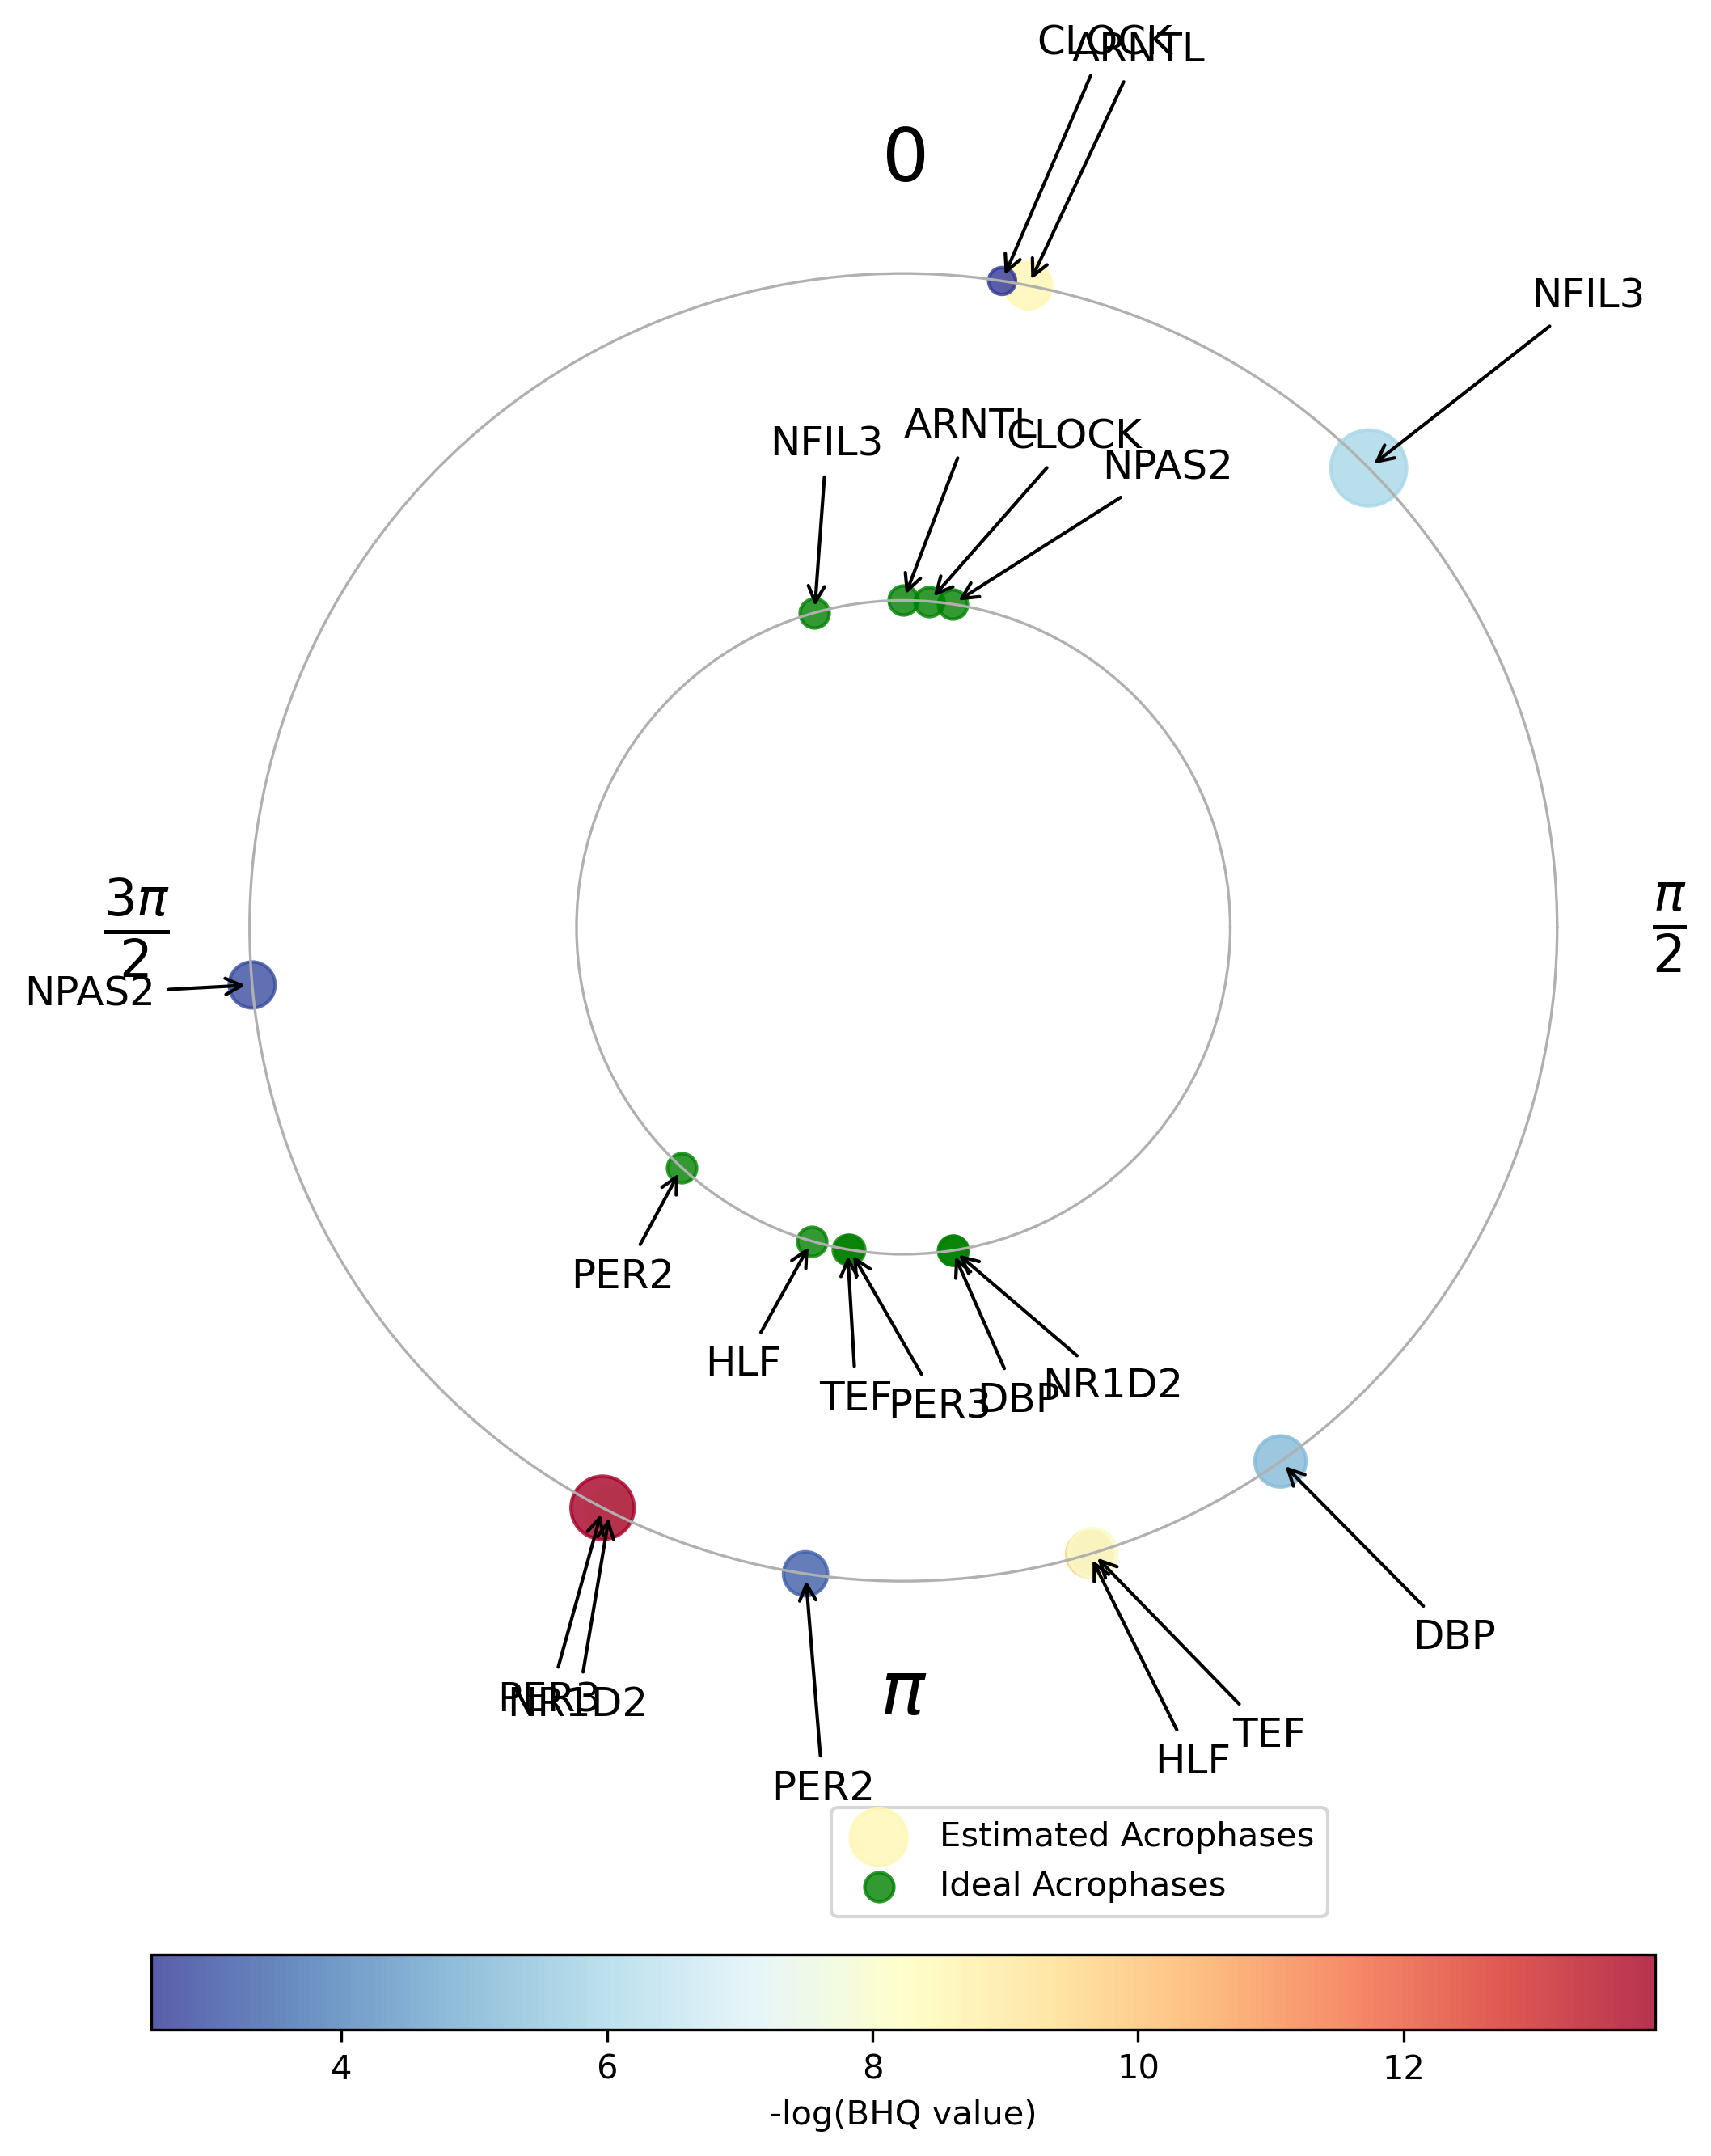 CLOCK
ARNTL
0
NFIL3
NFIL3
ARNTL
CLOCK
NPAS2
3π/2
π/2
NPAS2
PER2
HLF
TEF
PER3
DBP
NR1D2
DBP
PER3
NR1D2
π
TEF
HLF
PER2
Estimated Acrophases
Ideal Acrophases
4 6 8 10 12
-log(BHQ value)